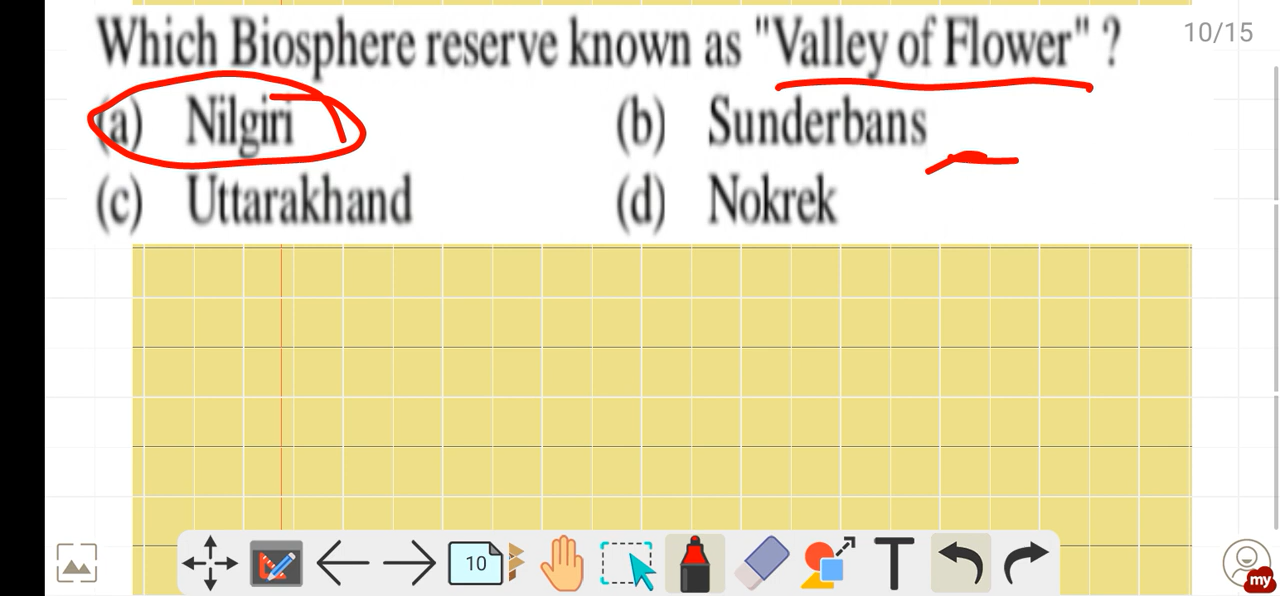 Which Biosphere reserve known as "Valley of Flower" ?
10/15
(a) Nilgiri (b) Sunderbans
(c) Uttarakhand (d) Nokrek
10 T
my